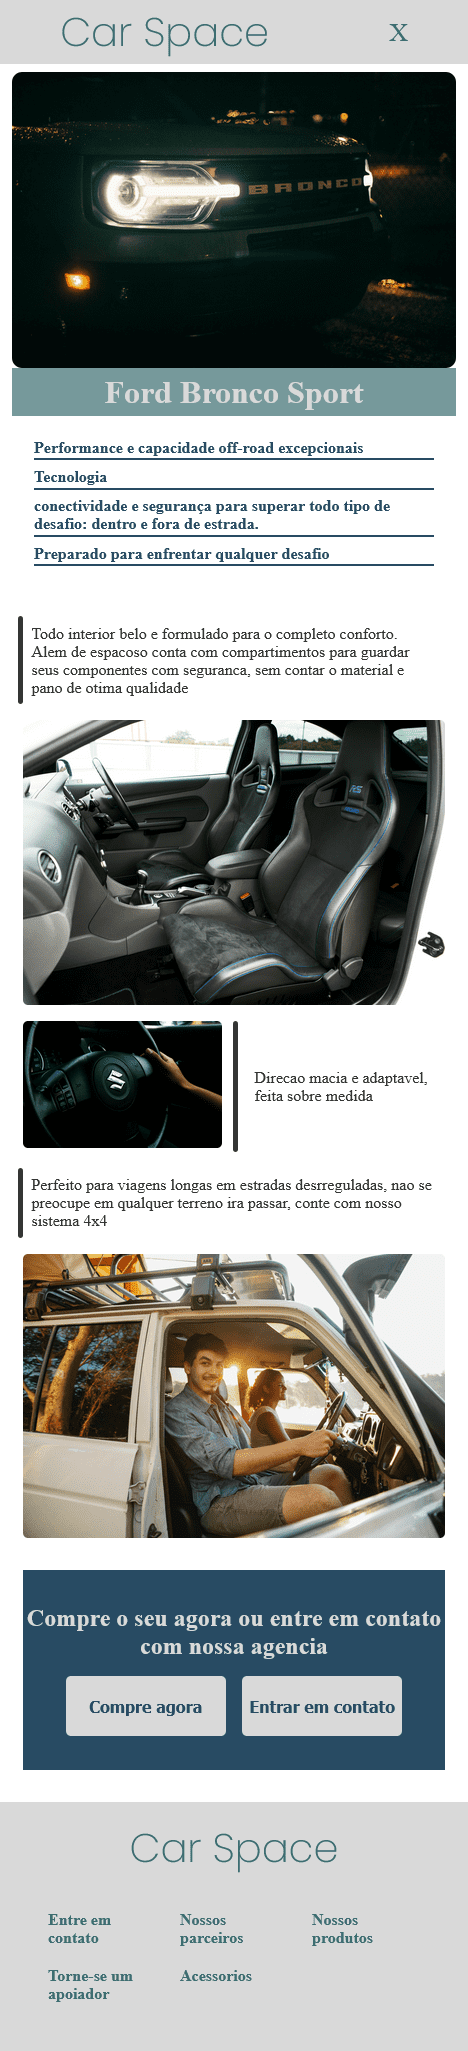 Car Space
X
BRONCO
Ford Bronco Sport
Performance e capacidade off-road excepcionais
Tecnologia
conectividade e segurança para superar todo tipo de
desafio: dentro e fora de estrada.
Preparado para enfrentar qualquer desafio
Todo interior belo e formulado para o completo conforto.
Alem de espacoso conta com compartimentos para guardar
seus componentes com seguranca, sem contar o material e
pano de otima qualidade
RS
Direcao macia e adaptavel,
feita sobre medida
Perfeito para viagens longas em estradas desrreguladas, nao se
preocupe em qualquer terreno ira passar, conte com nosso
sistema 4x4
Compre o seu agora ou entre em contato
com nossa agencia
Compre agora
Entrar em contato
Car Space
Entre em
contato
Nossos
parceiros
Nossos
produtos
Torne-se um
apoiador
Acessorios